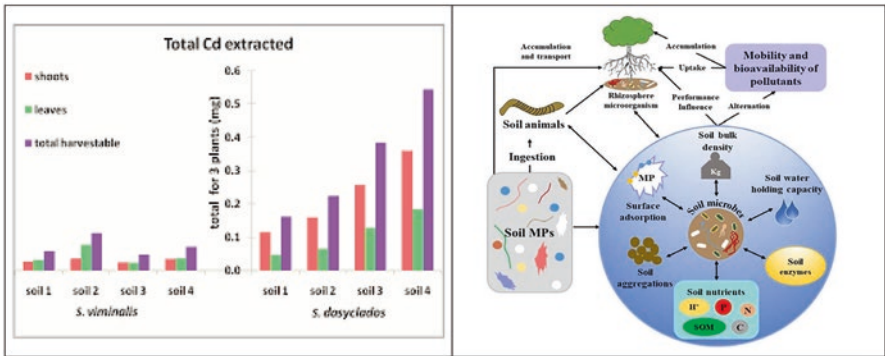 Total Cd extracted
shoots
leaves
total harvestable
total for 3 plants (mg)
0.6
0.5
0.4
0.3
0.2
0.1
0.0
soil 1
soil 2
soil 3
soil 4
S. viminalis
soil 1
soil 2
soil 3
soil 4
S. dasyclados
Accumulation
and transport
Accumulation
Uptake
Mobility and
bioavailability of
pollutants
Rhizosphere
microorganism
Performance
Influence
Alternation
Soil animals
Ingestion
Soil MPs
Soil bulk
density
Kg
MP
Surface
adsorption
Soil microbes
Soil water
holding capacity
Soil
aggregations
Soil
enzymes
Soil nutrients
H+
P
N
SOM
C